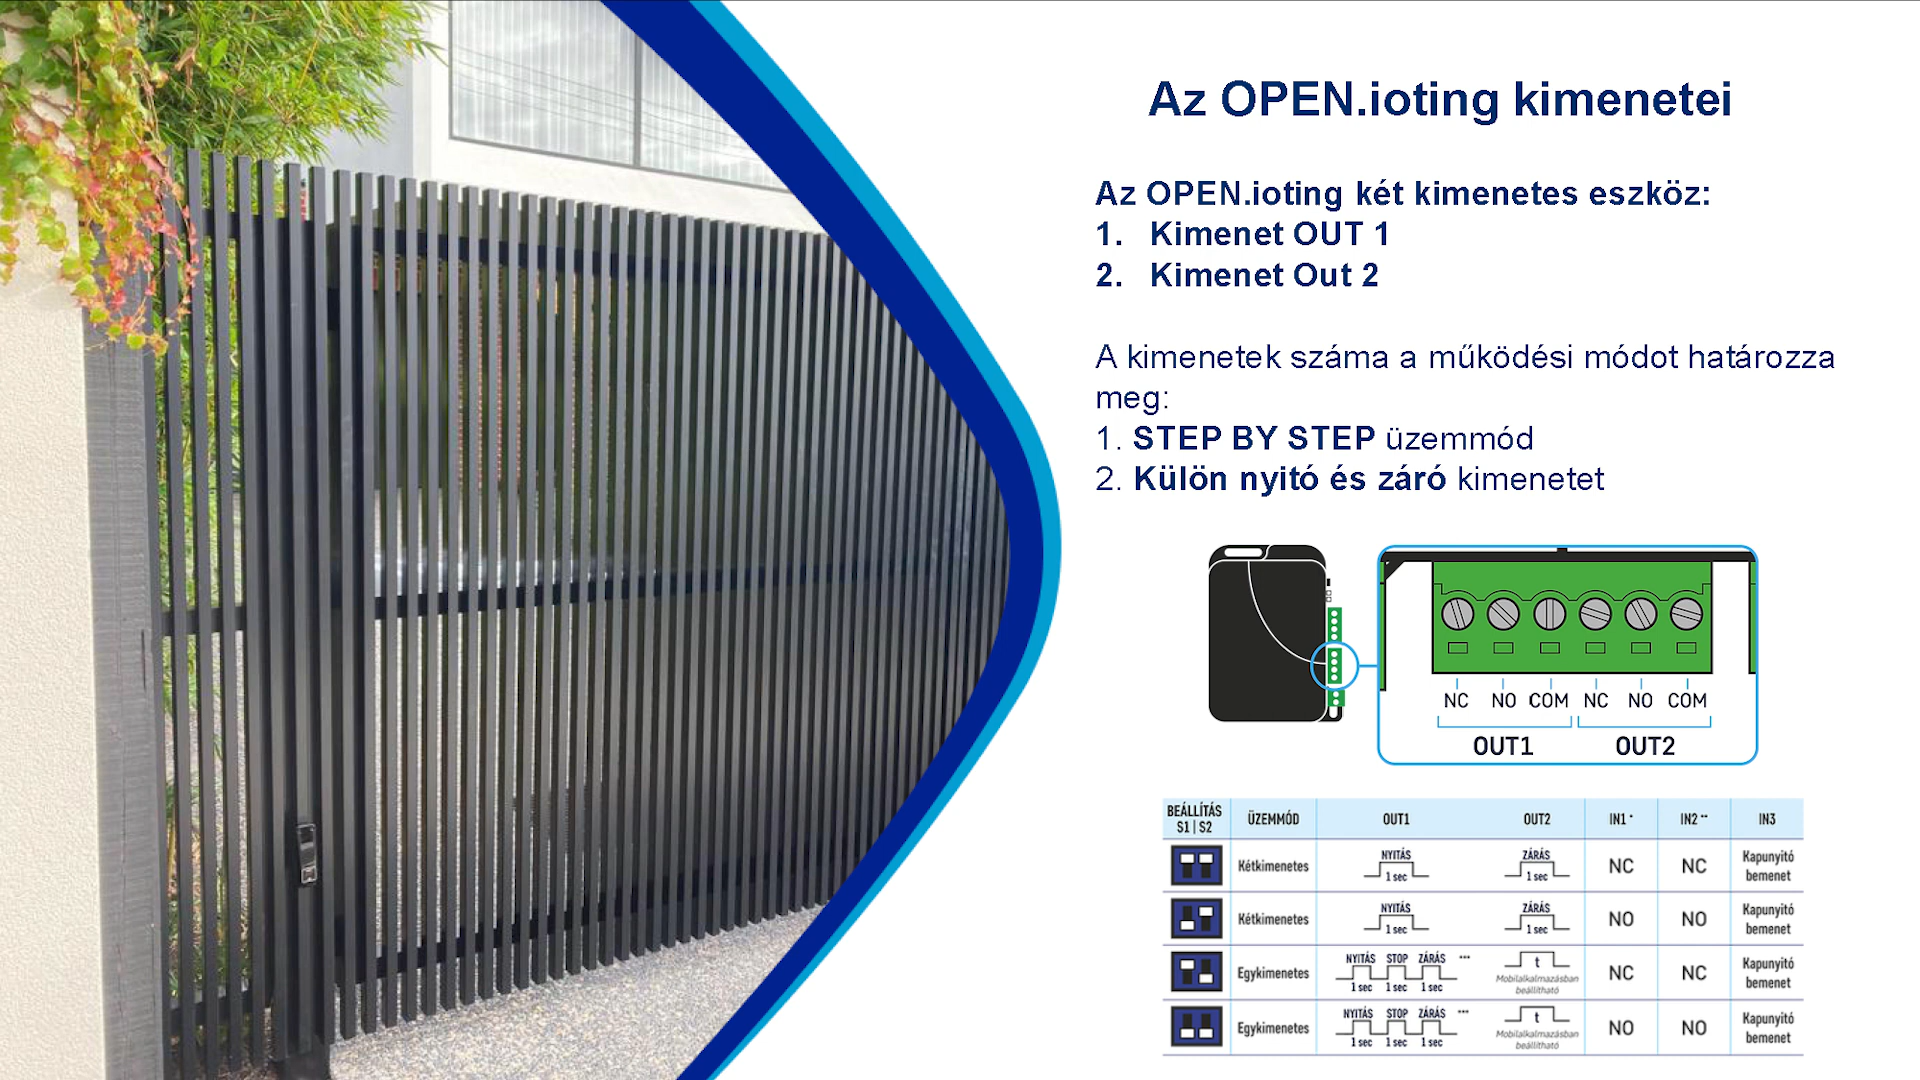 Az OPEN.ioting kimenetei
Az OPEN.ioting két kimenetes eszköz:
1. Kimenet OUT 1
2. Kimenet Out 2
A kimenetek száma a működési módot határozza
meg:
1. STEP BY STEP üzemmód
2. Külön nyitó és záró kimenetet
NC NO COM NC NO COM
OUT1 OUT2
BEÁLLÍTÁS
S1 | S2
ÜZEMMÓD OUT1 OUT2 IN1 * IN2 ** IN3
Kétkimenetes NYITÁS 1 sec ZÁRÁS 1 sec NC NC Kapunyitó
bemenet
Kétkimenetes NYITÁS 1 sec ZÁRÁS 1 sec NO NO Kapunyitó
bemenet
Egykimenetes NYITÁS STOP ZÁRÁS ... t NC NC Kapunyitó
1 sec 1 sec 1 sec Mobilalkalmazásban bemenet
beállítható
Egykimenetes NYITÁS STOP ZÁRÁS ... t NO NO Kapunyitó
1 sec 1 sec 1 sec Mobilalkalmazásban bemenet
beállítható